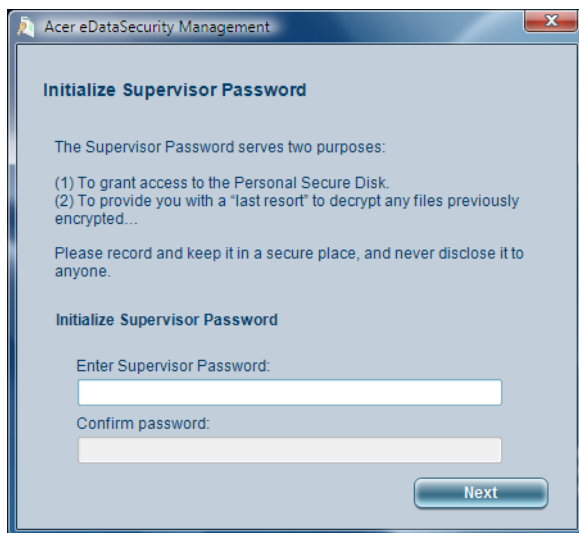 Acer eDataSecurity Management
Initialize Supervisor Password
The Supervisor Password serves two purposes:
(1) To grant access to the Personal Secure Disk.
(2) To provide you with a “last resort” to decrypt any files previously
encrypted...
Please record and keep it in a secure place, and never disclose it to
anyone.
Initialize Supervisor Password
Enter Supervisor Password:
Confirm password:
Next